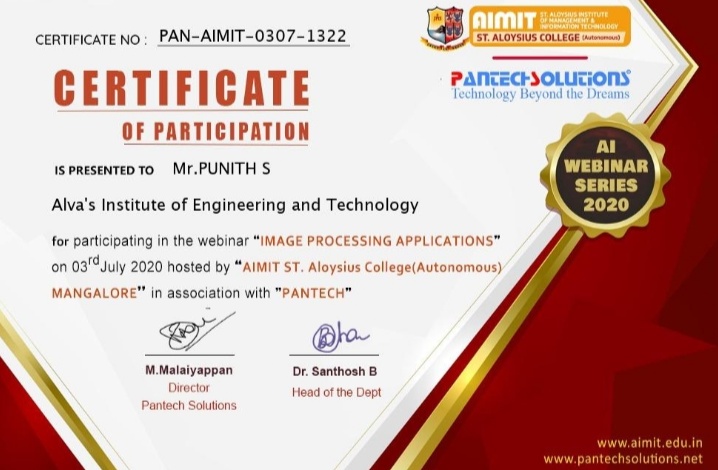 CERTIFICATE NO : PAN-AIMIT-0307-1322
AIMIT ST. ALOYSIUS INSTITUTE
OF MANAGEMENT &
INFORMATION TECHNOLOGY
ST. ALOYSIUS COLLEGE (Autonomous)
PANTECH SOLUTIONS
Technology Beyond the Dreams
CERTIFICATE
OF PARTICIPATION
IS PRESENTED TO Mr.PUNITH S
Alva's Institute of Engineering and Technology
AI
WEBINAR
SERIES
2020
for participating in the webinar “IMAGE PROCESSING APPLICATIONS”
on 03rd July 2020 hosted by “AIMIT ST. Aloysius College(Autonomous)
MANGALORE” in association with "PANTECH"
M.Malaiyappan
Director
Pantech Solutions
Dr. Santhosh B
Head of the Dept
www.aimit.edu.in
www.pantechsolutions.net